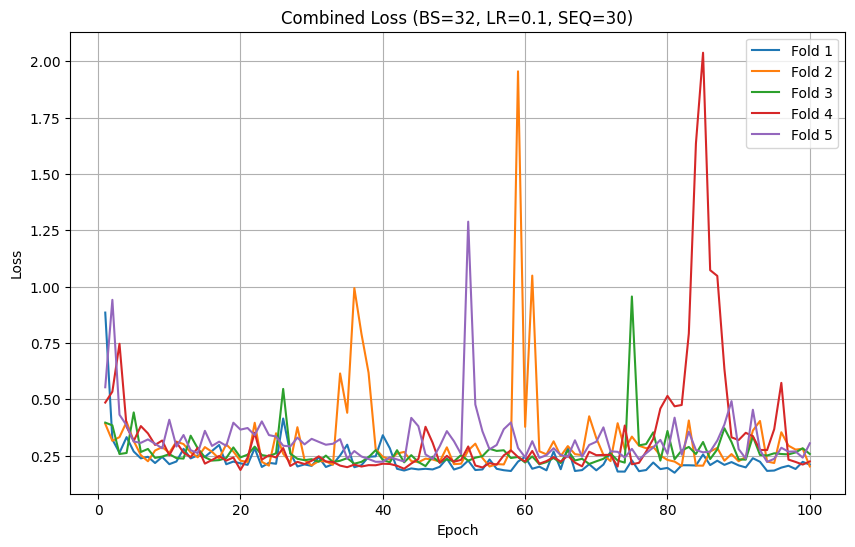 Combined Loss (BS=32, LR=0.1, SEQ=30)
Fold 1
Fold 2
Fold 3
Fold 4
Fold 5
Loss
2.00
1.75
1.50
1.25
1.00
0.75
0.50
0.25
0
20
40
60
80
100
Epoch